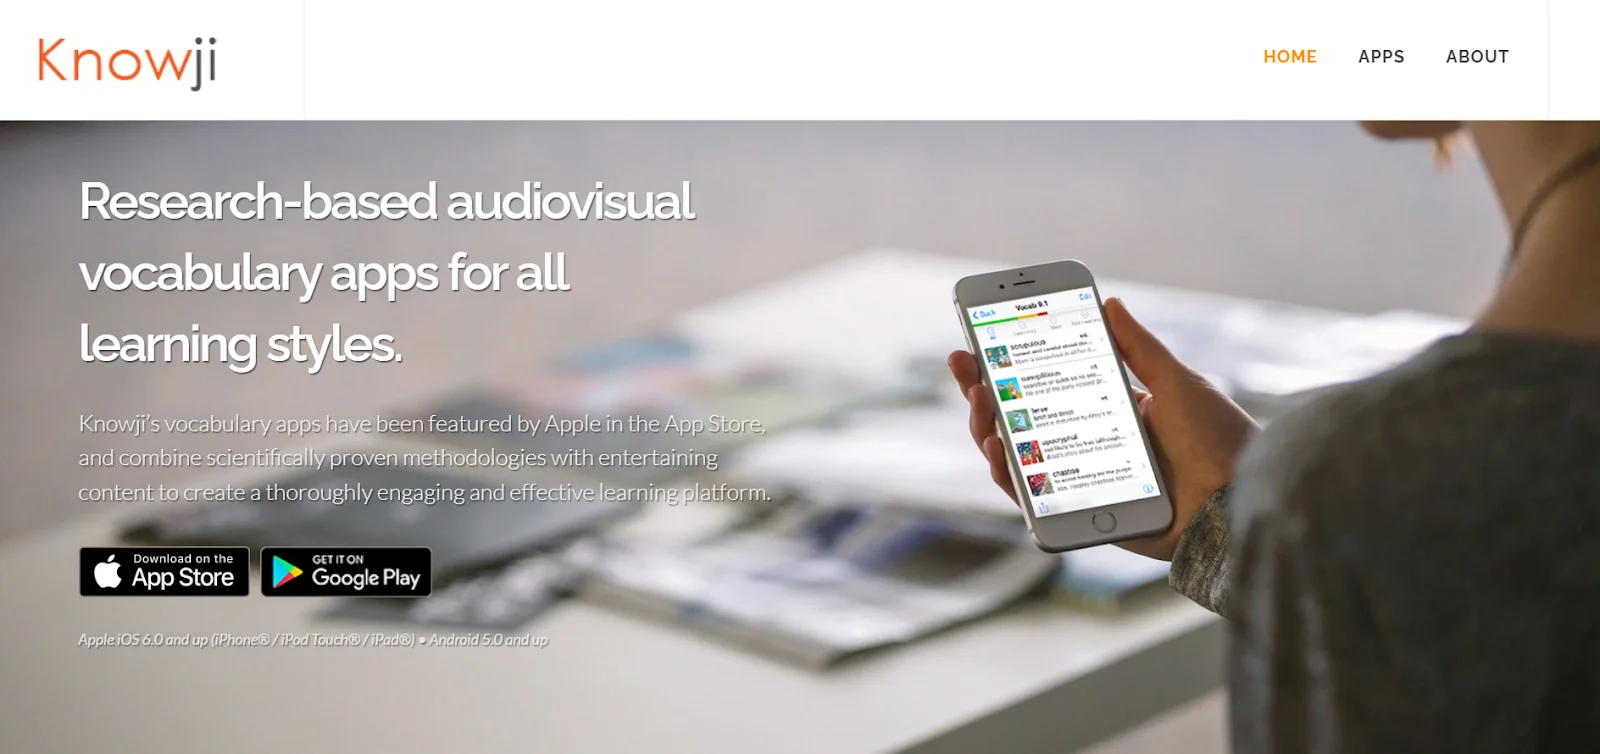 Knowji
HOME APPS ABOUT
Research-based audiovisual
vocabulary apps for all
learning styles.
Knowji’s vocabulary apps have been featured by Apple in the App Store,
and combine scientifically proven methodologies with entertaining
content to create a thoroughly engaging and effective learning platform.
Download on the
App Store
GET IT ON
Google Play
Apple iOS 6.0 and up (iPhone® / iPod Touch® / iPad®) • Android 5.0 and up
Vocab 9.1
Edit
All
scrupulous
terse
apocryphal
chastise